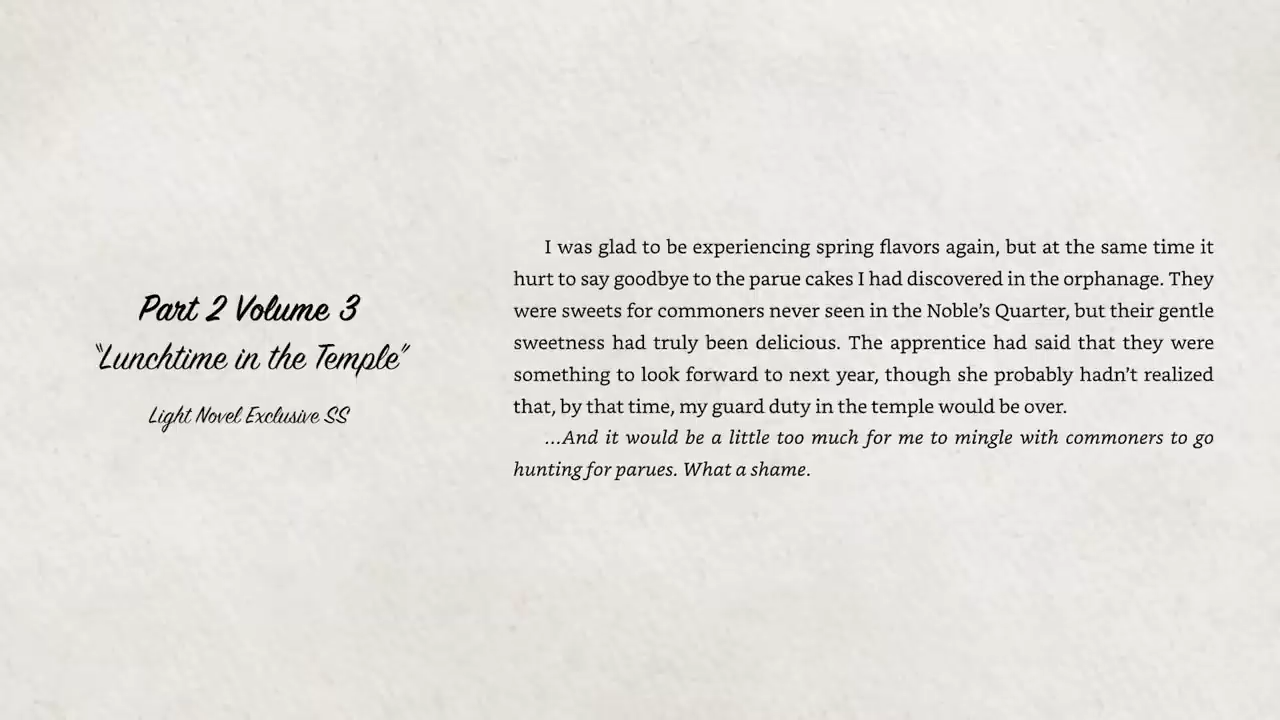 Part 2 Volume 3
"Lunchtime in the Temple"
Light Novel Exclusive SS
I was glad to be experiencing spring flavors again, but at the same time it
hurt to say goodbye to the parue cakes I had discovered in the orphanage. They
were sweets for commoners never seen in the Noble’s Quarter, but their gentle
sweetness had truly been delicious. The apprentice had said that they were
something to look forward to next year, though she probably hadn’t realized
that, by that time, my guard duty in the temple would be over.
…And it would be a little too much for me to mingle with commoners to go
hunting for parues. What a shame.